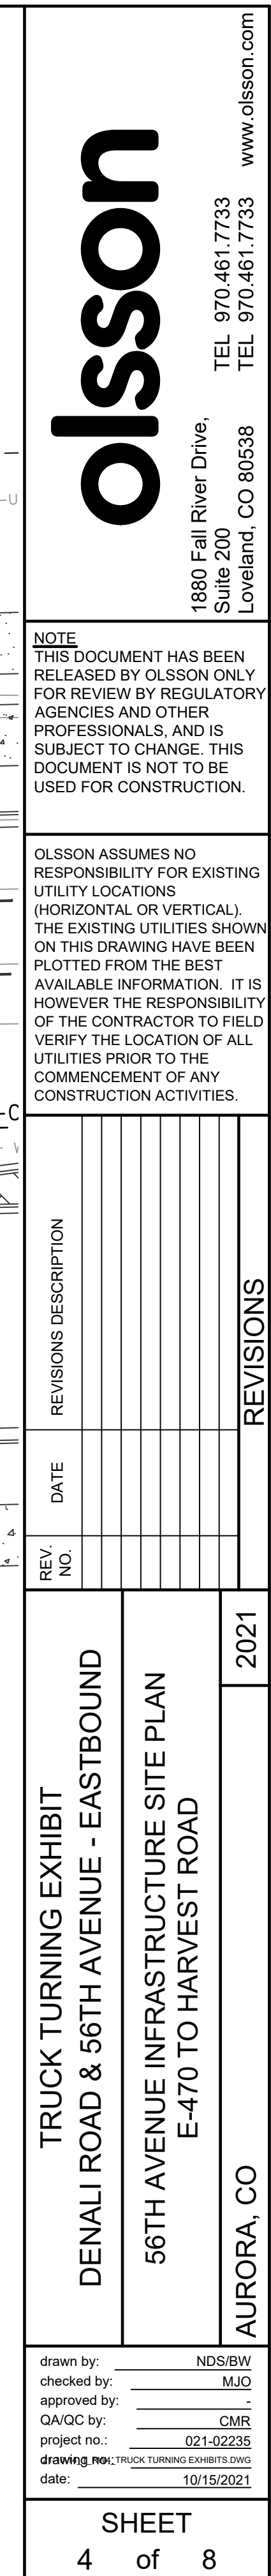 olsson
1880 Fall River Drive,
Suite 200
Loveland, CO 80538
TEL 970.461.7733
TEL 970.461.7733
www.olsson.com
NOTE
THIS DOCUMENT HAS BEEN
RELEASED BY OLSSON ONLY
FOR REVIEW BY REGULATORY
AGENCIES AND OTHER
PROFESSIONALS, AND IS
SUBJECT TO CHANGE. THIS
DOCUMENT IS NOT TO BE
USED FOR CONSTRUCTION.
OLSSON ASSUMES NO
RESPONSIBILITY FOR EXISTING
UTILITY LOCATIONS
(HORIZONTAL OR VERTICAL).
THE EXISTING UTILITIES SHOWN
ON THIS DRAWING HAVE BEEN
PLOTTED FROM THE BEST
AVAILABLE INFORMATION. IT IS
HOWEVER THE RESPONSIBILITY
OF THE CONTRACTOR TO FIELD
VERIFY THE LOCATION OF ALL
UTILITIES PRIOR TO THE
COMMENCEMENT OF ANY
CONSTRUCTION ACTIVITIES.
REV.
NO.
DATE
REVISIONS DESCRIPTION
REVISIONS
TRUCK TURNING EXHIBIT
DENALI ROAD & 56TH AVENUE - EASTBOUND
56TH AVENUE INFRASTRUCTURE SITE PLAN
E-470 TO HARVEST ROAD
AURORA, CO
2021
drawn by: NDS/BW
checked by: MJO
approved by: -
QA/QC by: CMR
project no.: 021-02235
drawing no.: TRUCK TURNING EXHIBITS.DWG
date: 10/15/2021
SHEET
4 of 8